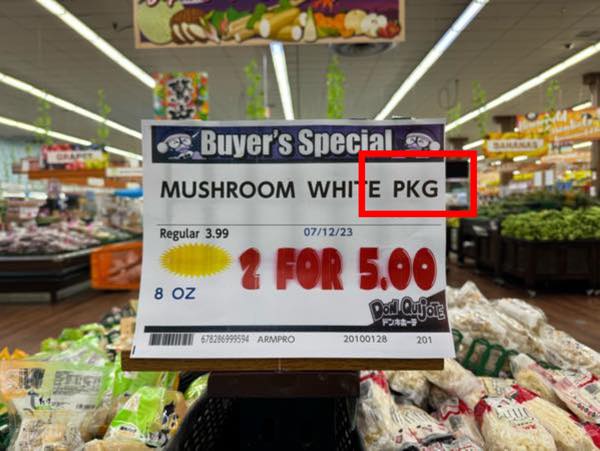 GRAPES
BANANAS
Buyer's Special
MUSHROOM WHITE PKG
Regular 3.99
07/12/23
2 FOR 5.00
8 OZ
DON QUIJOTE
ドン・キホーテ
678286999594 ARMPRO 20100128 201